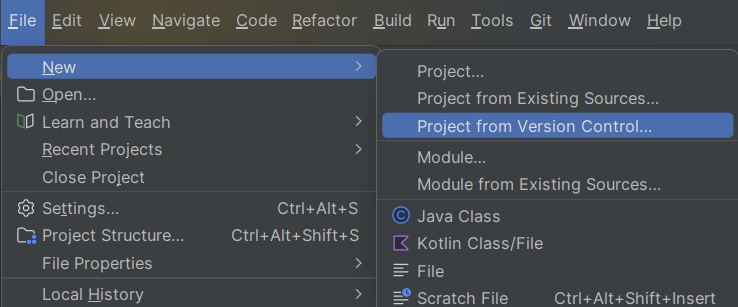 File Edit View Navigate Code Refactor Build Run Tools Git Window Help
New
Open...
Learn and Teach
Recent Projects
Close Project
Settings... Ctrl+Alt+S
Project Structure... Ctrl+Alt+Shift+S
File Properties
Local History
Project...
Project from Existing Sources...
Project from Version Control...
Module...
Module from Existing Sources...
Java Class
Kotlin Class/File
File
Scratch File Ctrl+Alt+Shift+Insert